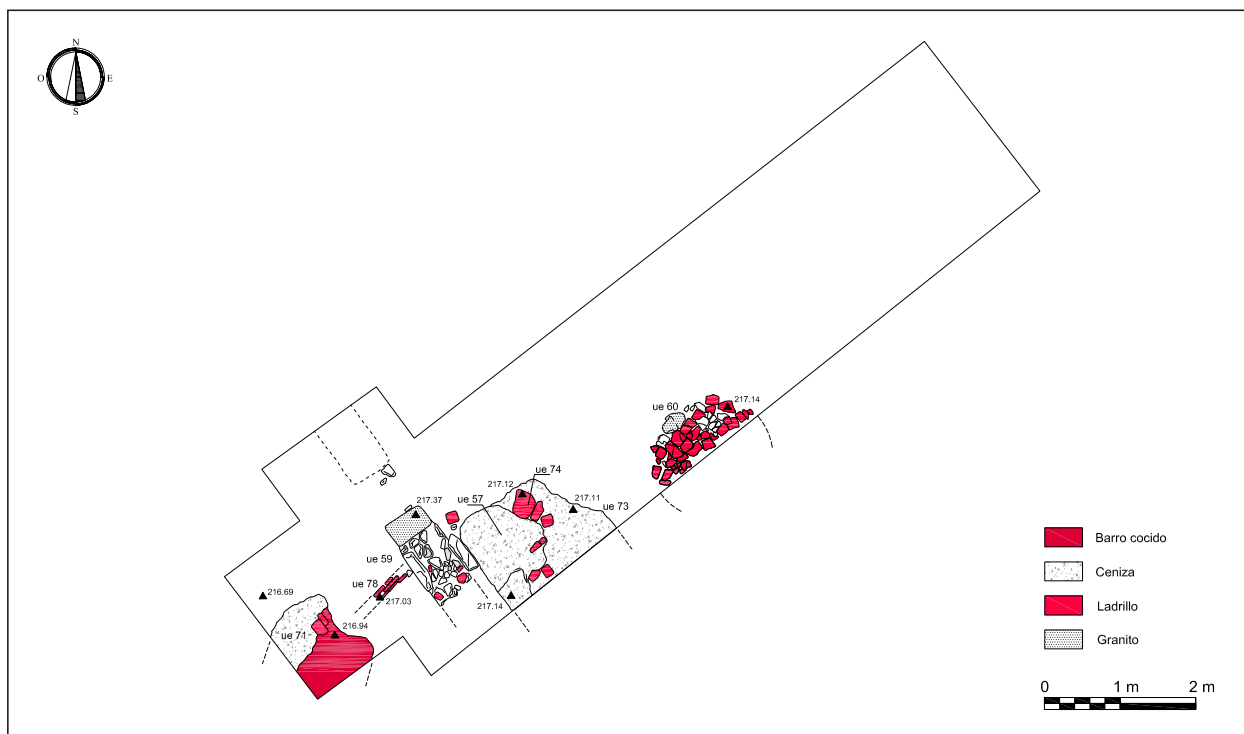 N
O E
S
ue 60
217.14
ue 74
217.12
217.11
217.37
ue 57
ue 73
ue 59
ue 78
216.69
217.03
217.14
ue 71
216.94
Barro cocido
Ceniza
Ladrillo
Granito
0 1 m 2 m